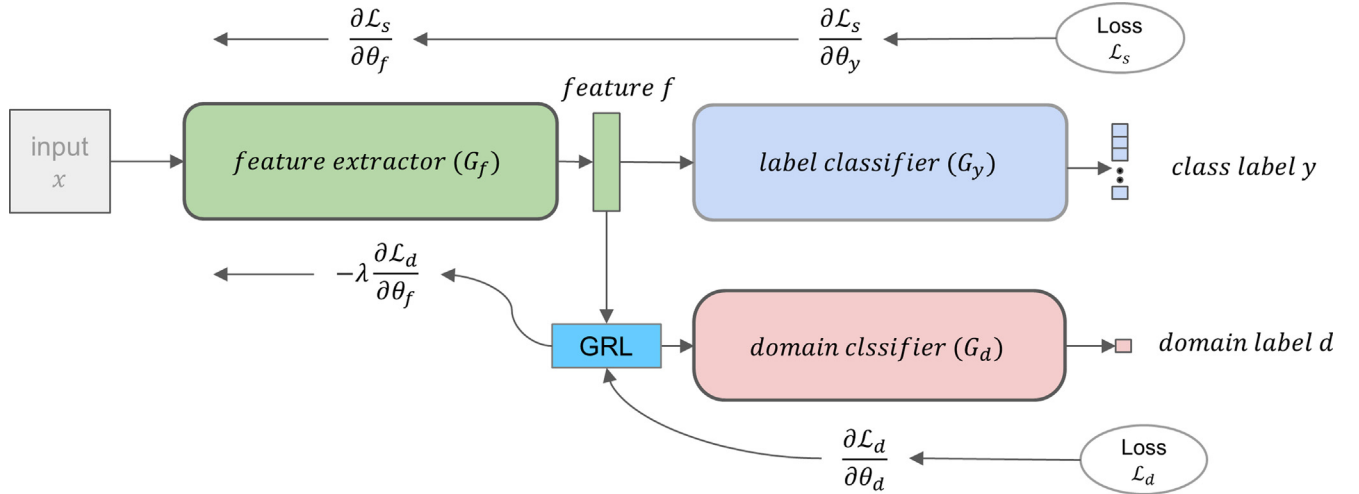 ∂ℒ_s/∂θ_f
∂ℒ_s/∂θ_y
Loss
ℒ_s
feature f
input
x
feature extractor (G_f)
label classifier (G_y)
class label y
−λ ∂ℒ_d/∂θ_f
GRL
domain clssifier (G_d)
domain label d
∂ℒ_d/∂θ_d
Loss
ℒ_d